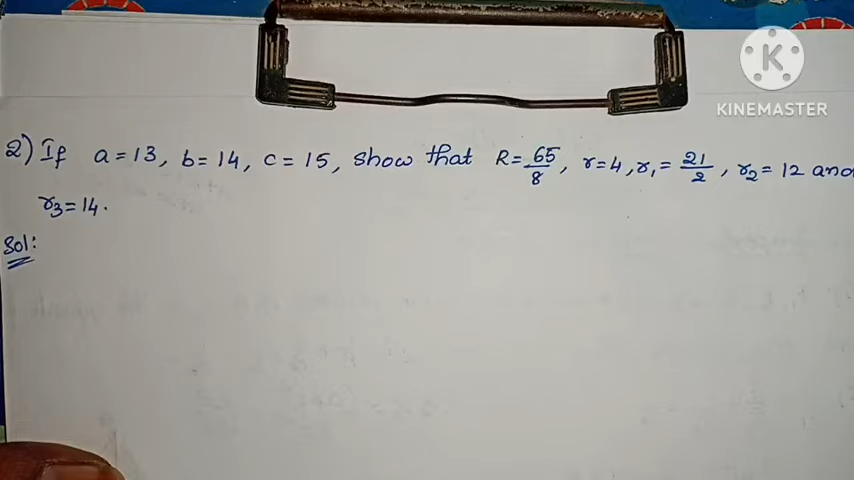 KINEMASTER
2) If a=13, b=14, c=15, show that R=65/8, r=4, r₁=21/2, r₂=12 and
r₃=14.
Sol: